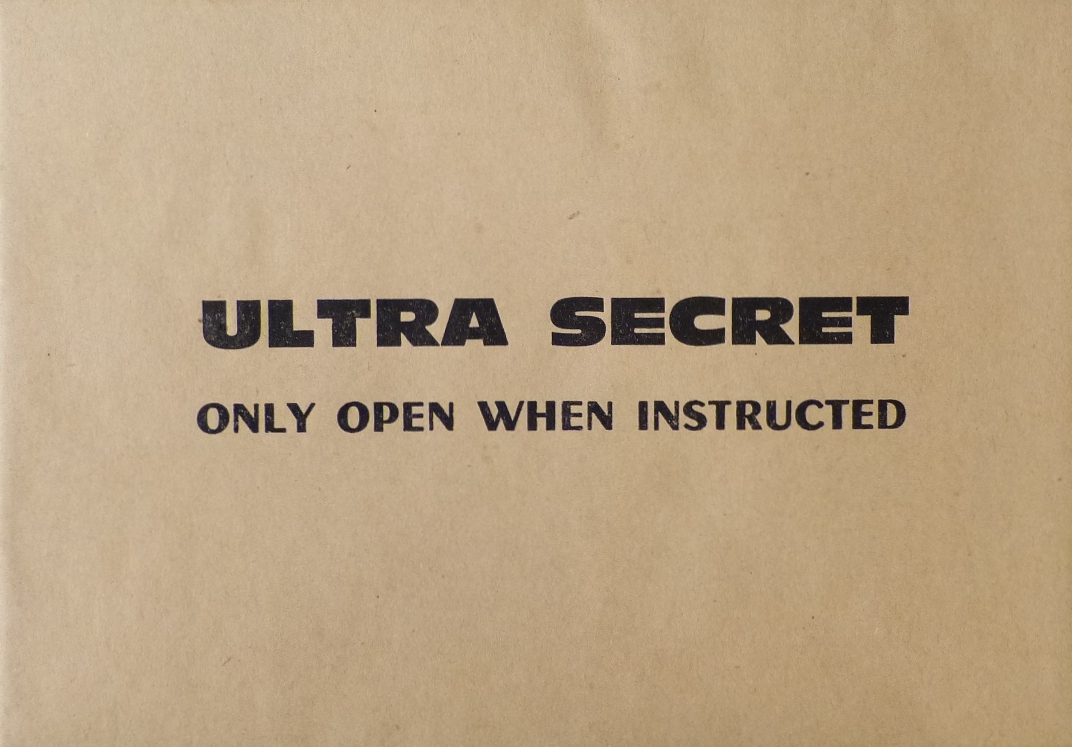 ULTRA SECRET
ONLY OPEN WHEN INSTRUCTED